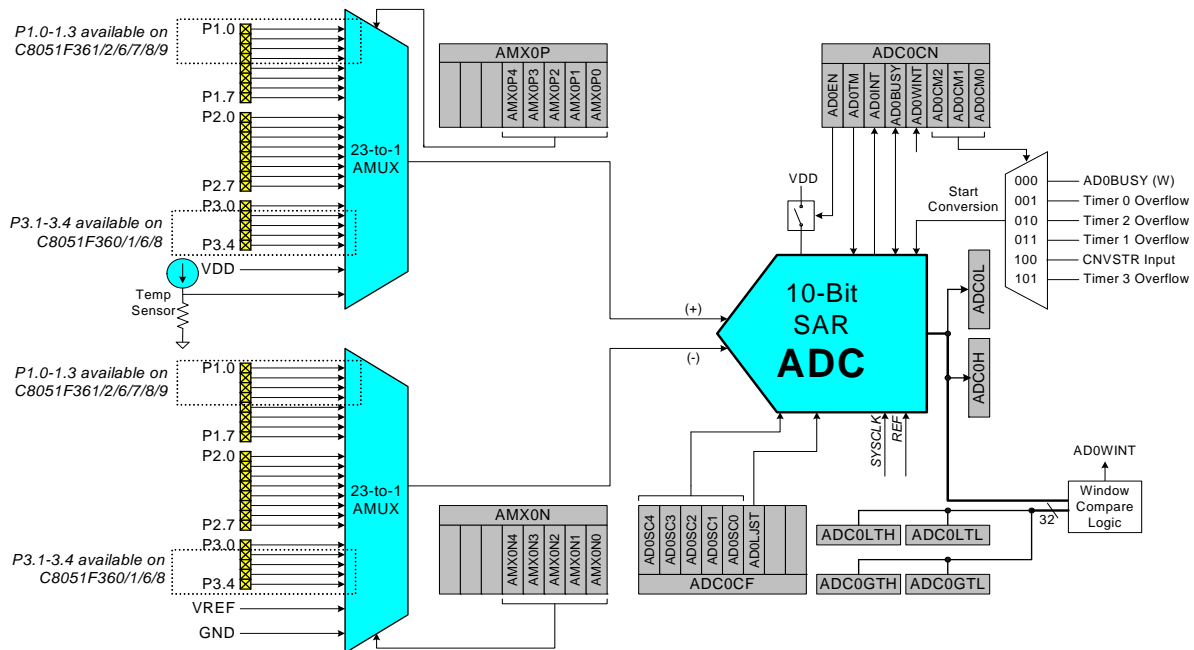 P1.0-1.3 available on
C8051F361/2/6/7/8/9
P1.0
P1.7
P2.0
P2.7
P3.0
P3.4
P3.1-3.4 available on
C8051F360/1/6/8
VDD
Temp
Sensor
23-to-1
AMUX
AMX0P
AMX0P4
AMX0P3
AMX0P2
AMX0P1
AMX0P0
ADC0CN
AD0EN
AD0TM
AD0INT
AD0BUSY
AD0WINT
AD0CM2
AD0CM1
AD0CM0
VDD
Start
Conversion
000
001
010
011
100
101
AD0BUSY (W)
Timer 0 Overflow
Timer 2 Overflow
Timer 1 Overflow
CNVSTR Input
Timer 3 Overflow
(+)
(-)
10-Bit
SAR
ADC
ADC0L
ADC0H
SYSCLK
REF
P1.0-1.3 available on
C8051F361/2/6/7/8/9
P1.0
P1.7
P2.0
P2.7
P3.0
P3.4
P3.1-3.4 available on
C8051F360/1/6/8
VREF
GND
23-to-1
AMUX
AMX0N
AMX0N4
AMX0N3
AMX0N2
AMX0N1
AMX0N0
AD0SC4
AD0SC3
AD0SC2
AD0SC1
AD0SC0
AD0LJST
ADC0CF
AD0WINT
Window
Compare
Logic
32
ADC0LTH
ADC0LTL
ADC0GTH
ADC0GTL